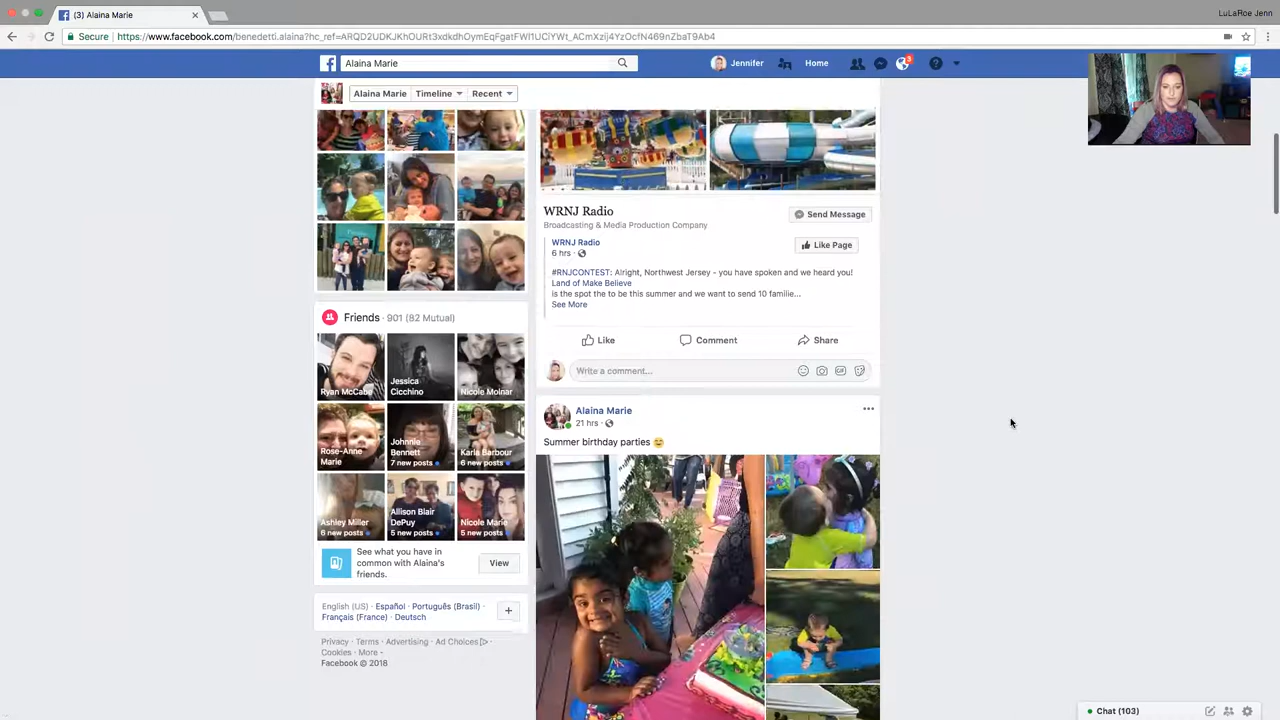 (3) Alaina Marie
LuLaRoe Jenn
Secure
https://www.facebook.com/benedetti.alaina?hc_ref=
Alaina Marie
Jennifer
Home
Alaina Marie
Timeline
Recent
WRNJ Radio
Send Message
Broadcasting & Media Production Company
WRNJ Radio
Like Page
6 hrs ·
#RNJCONTEST: Alright, Northwest Jersey - you have spoken and we heard you!
Land of Make Believe
is the spot the to be this summer and we want to send 10 familie...
See More
Like
Comment
Share
Write a comment...
Friends · 901 (82 Mutual)
Ryan McCabe
Jessica
Cicchino
Nicole Molnar
Rose-Anne
Marie
Johnnie
Bennett
7 new posts
Karla Barbour
6 new posts
Ashley Miller
6 new posts
Allison Blair
DePuy
5 new posts
Nicole Marie
5 new posts
See what you have in
common with Alaina's
friends.
View
English (US) · Español · Português (Brasil) ·
Français (France) · Deutsch
+
Privacy · Terms · Advertising · Ad Choices ·
Cookies · More
Facebook © 2018
Alaina Marie
21 hrs ·
Summer birthday parties 😄
Chat (103)